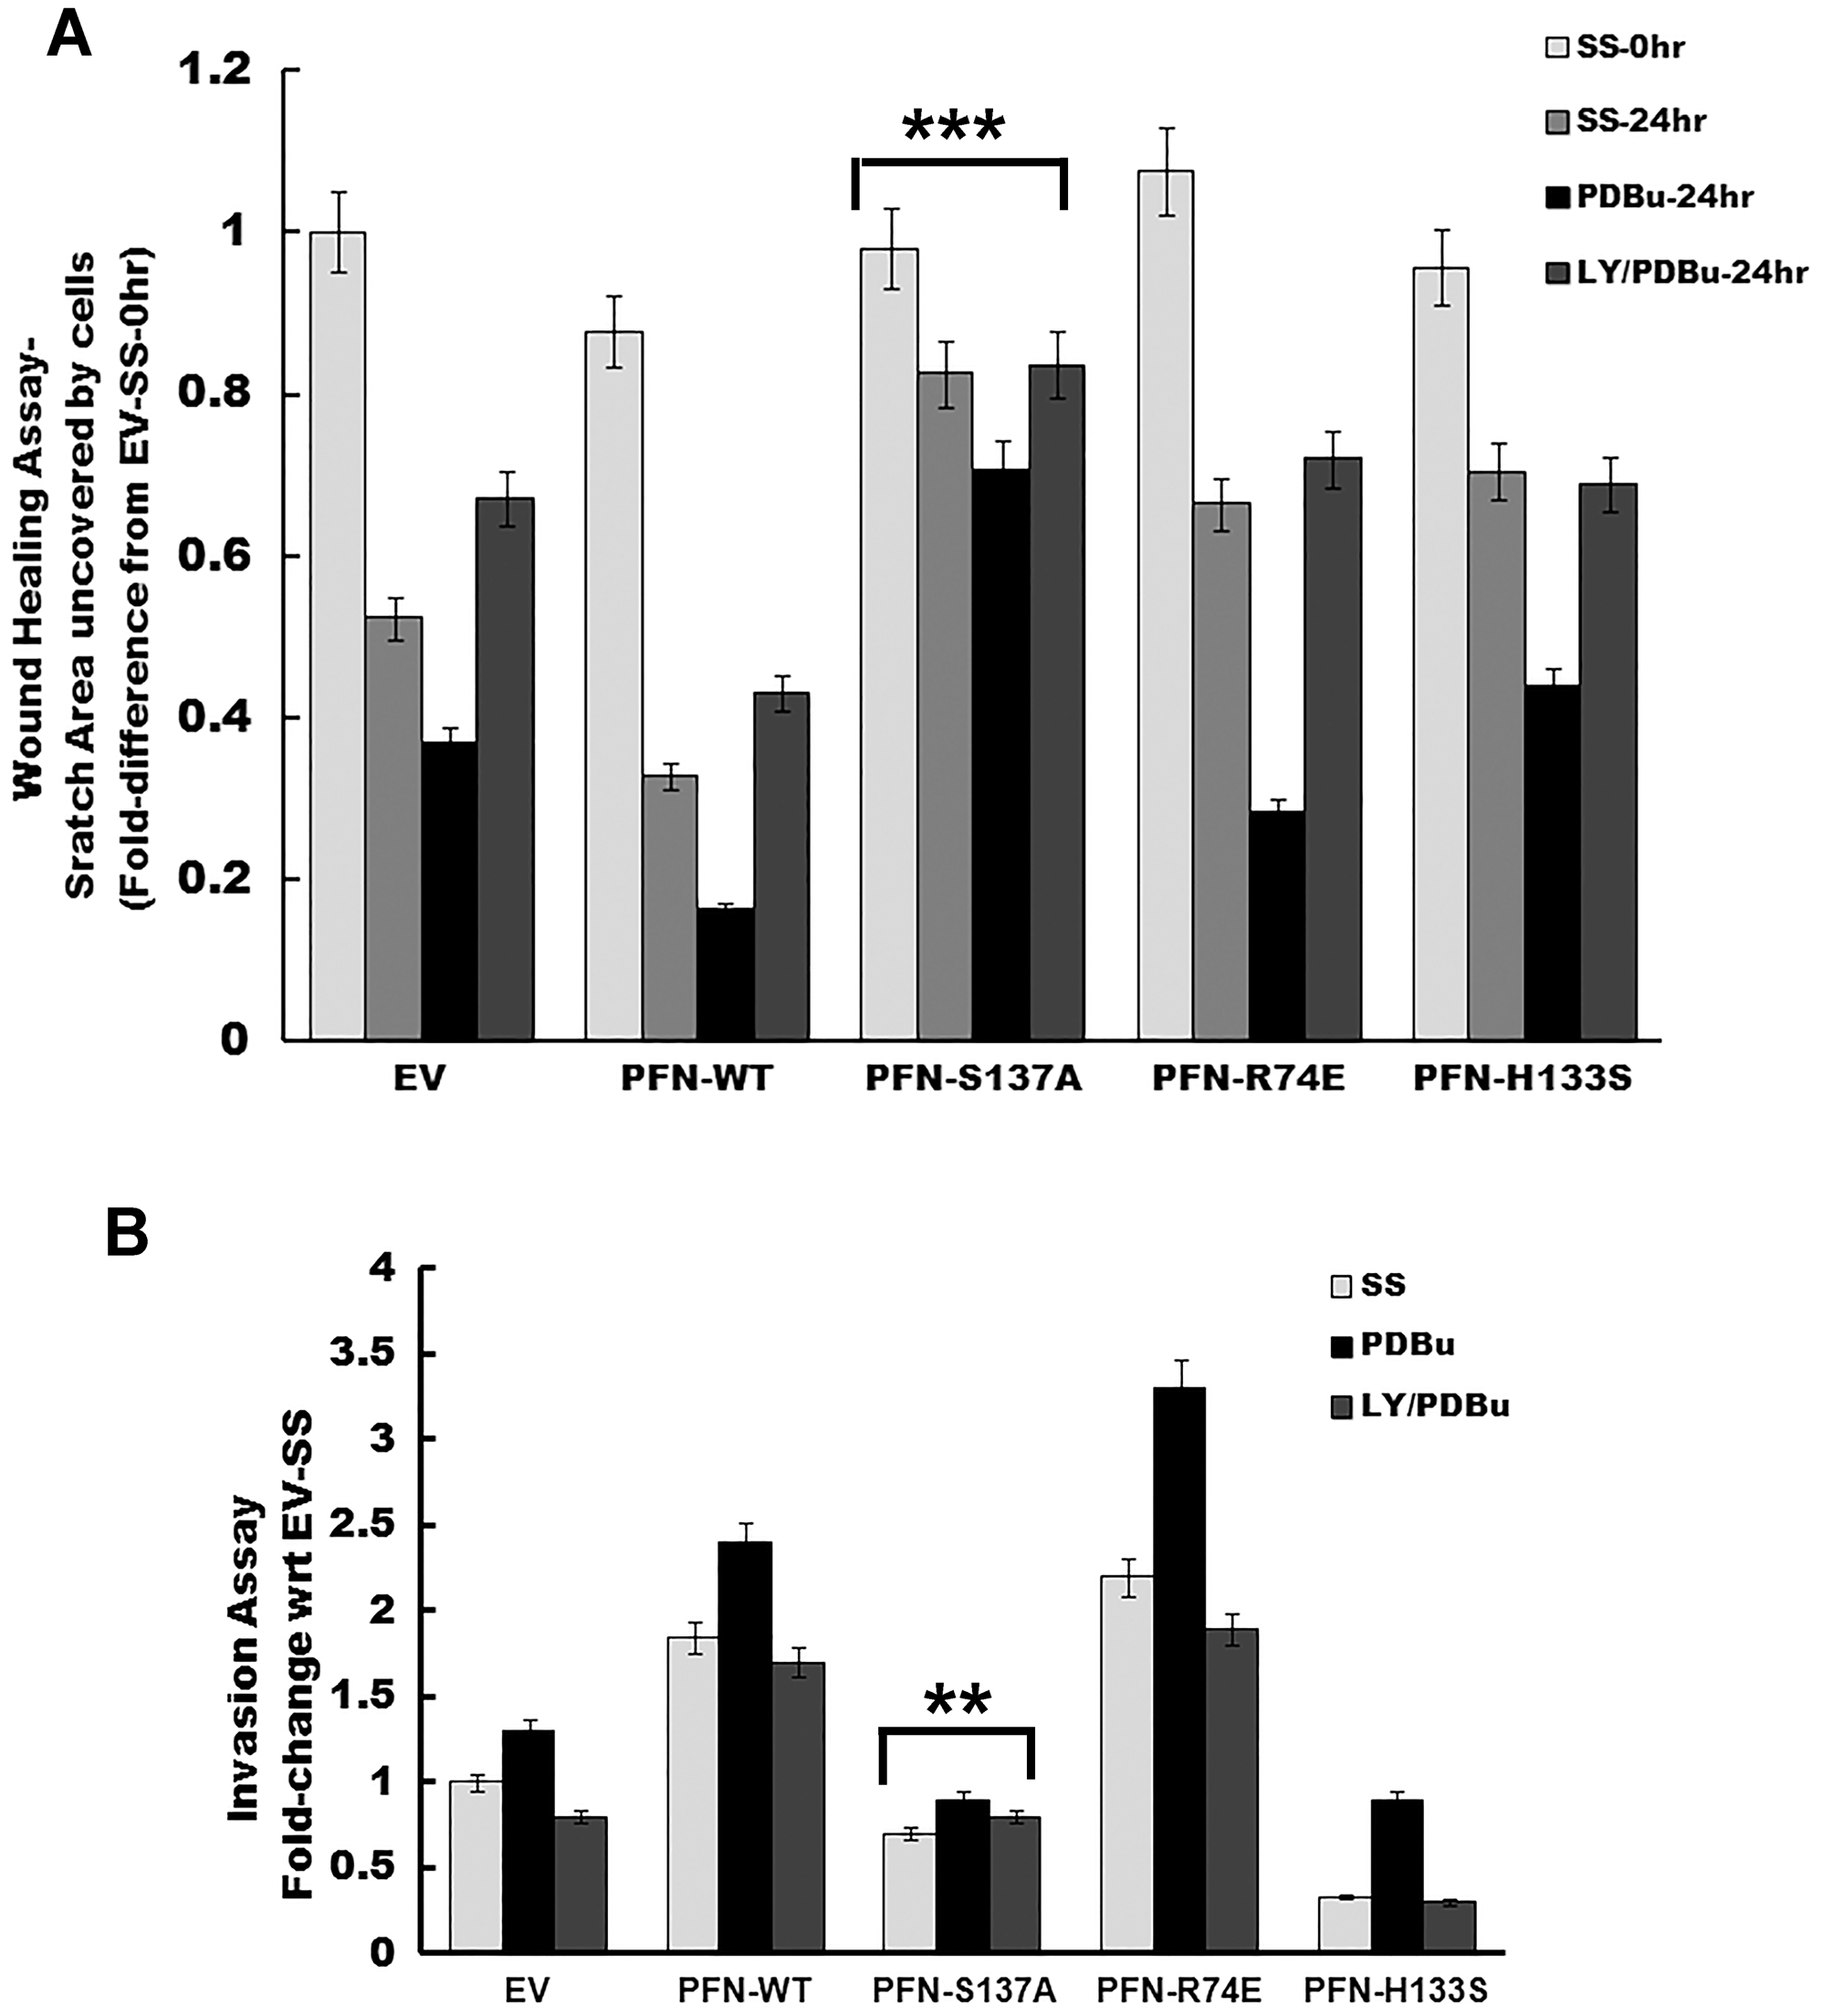 A
1.2
1
0.8
0.6
0.4
0.2
0
Wound Healing Assay-
Sratch Area uncovered by cells
(Fold-difference from EV-SS-0hr)
***
SS-0hr
SS-24hr
PDBu-24hr
LY/PDBu-24hr
EV
PFN-WT
PFN-S137A
PFN-R74E
PFN-H133S
B
4
3.5
3
2.5
2
1.5
1
0.5
0
Invasion Assay
Fold-change wrt EV-SS
**
SS
PDBu
LY/PDBu
EV
PFN-WT
PFN-S137A
PFN-R74E
PFN-H133S